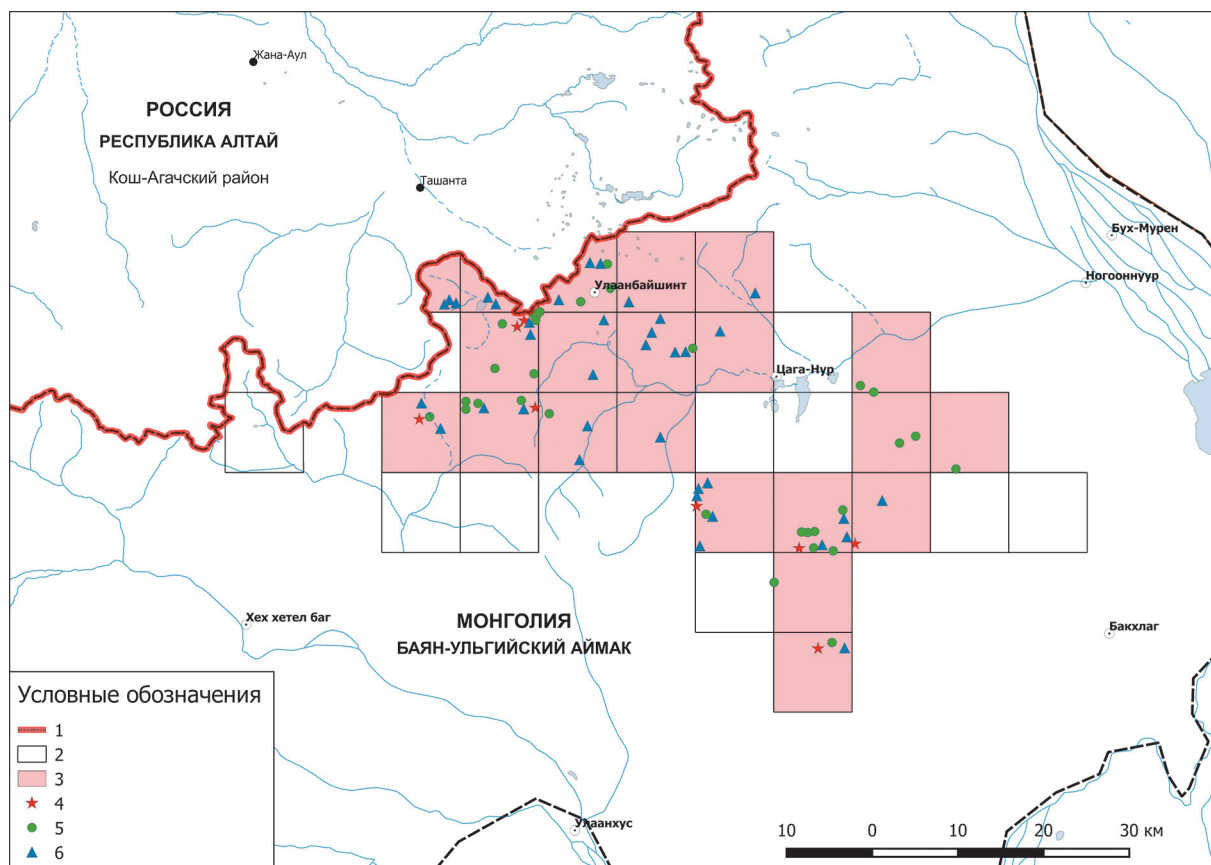 Жана-Аул
РОССИЯ
РЕСПУБЛИКА АЛТАЙ
Кош-Агачский район
Ташанта
Бух-Мурен
Ногооннуур
Улаанбайшинт
Цага-Нур
Хех хетел баг
МОНГОЛИЯ
БАЯН-УЛЬГИЙСКИЙ АЙМАК
Бакхлаг
Улаанхус
Условные обозначения
1
2
3
4
5
6
10 0 10 20 30 км